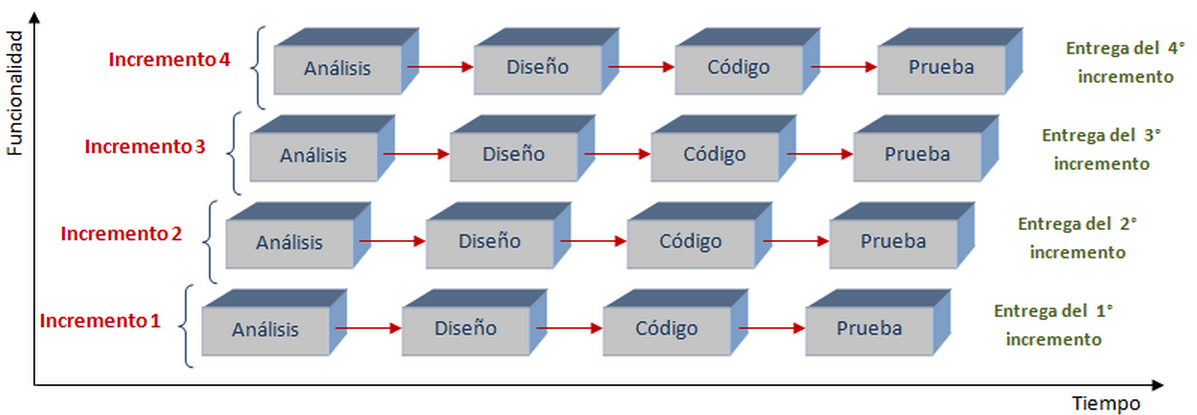 Funcionalidad
Incremento 4
Análisis
Diseño
Código
Prueba
Entrega del 4°
incremento
Incremento 3
Análisis
Diseño
Código
Prueba
Entrega del 3°
incremento
Incremento 2
Análisis
Diseño
Código
Prueba
Entrega del 2°
incremento
Incremento 1
Análisis
Diseño
Código
Prueba
Entrega del 1°
incremento
Tiempo